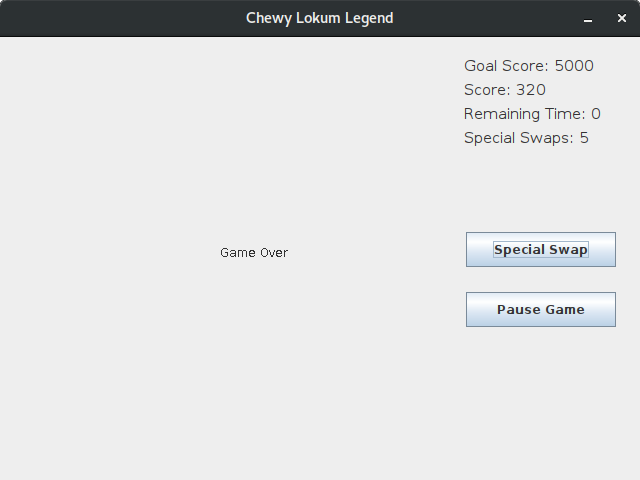 Chewy Lokum Legend
Goal Score: 5000
Score: 320
Remaining Time: 0
Special Swaps: 5
Game Over
Special Swap
Pause Game